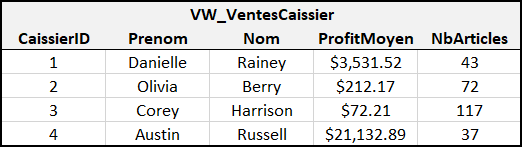 VW_VentesCaissier
CaissierID Prenom Nom ProfitMoyen NbArticles
1 Danielle Rainey $3,531.52 43
2 Olivia Berry $212.17 72
3 Corey Harrison $72.21 117
4 Austin Russell $21,132.89 37